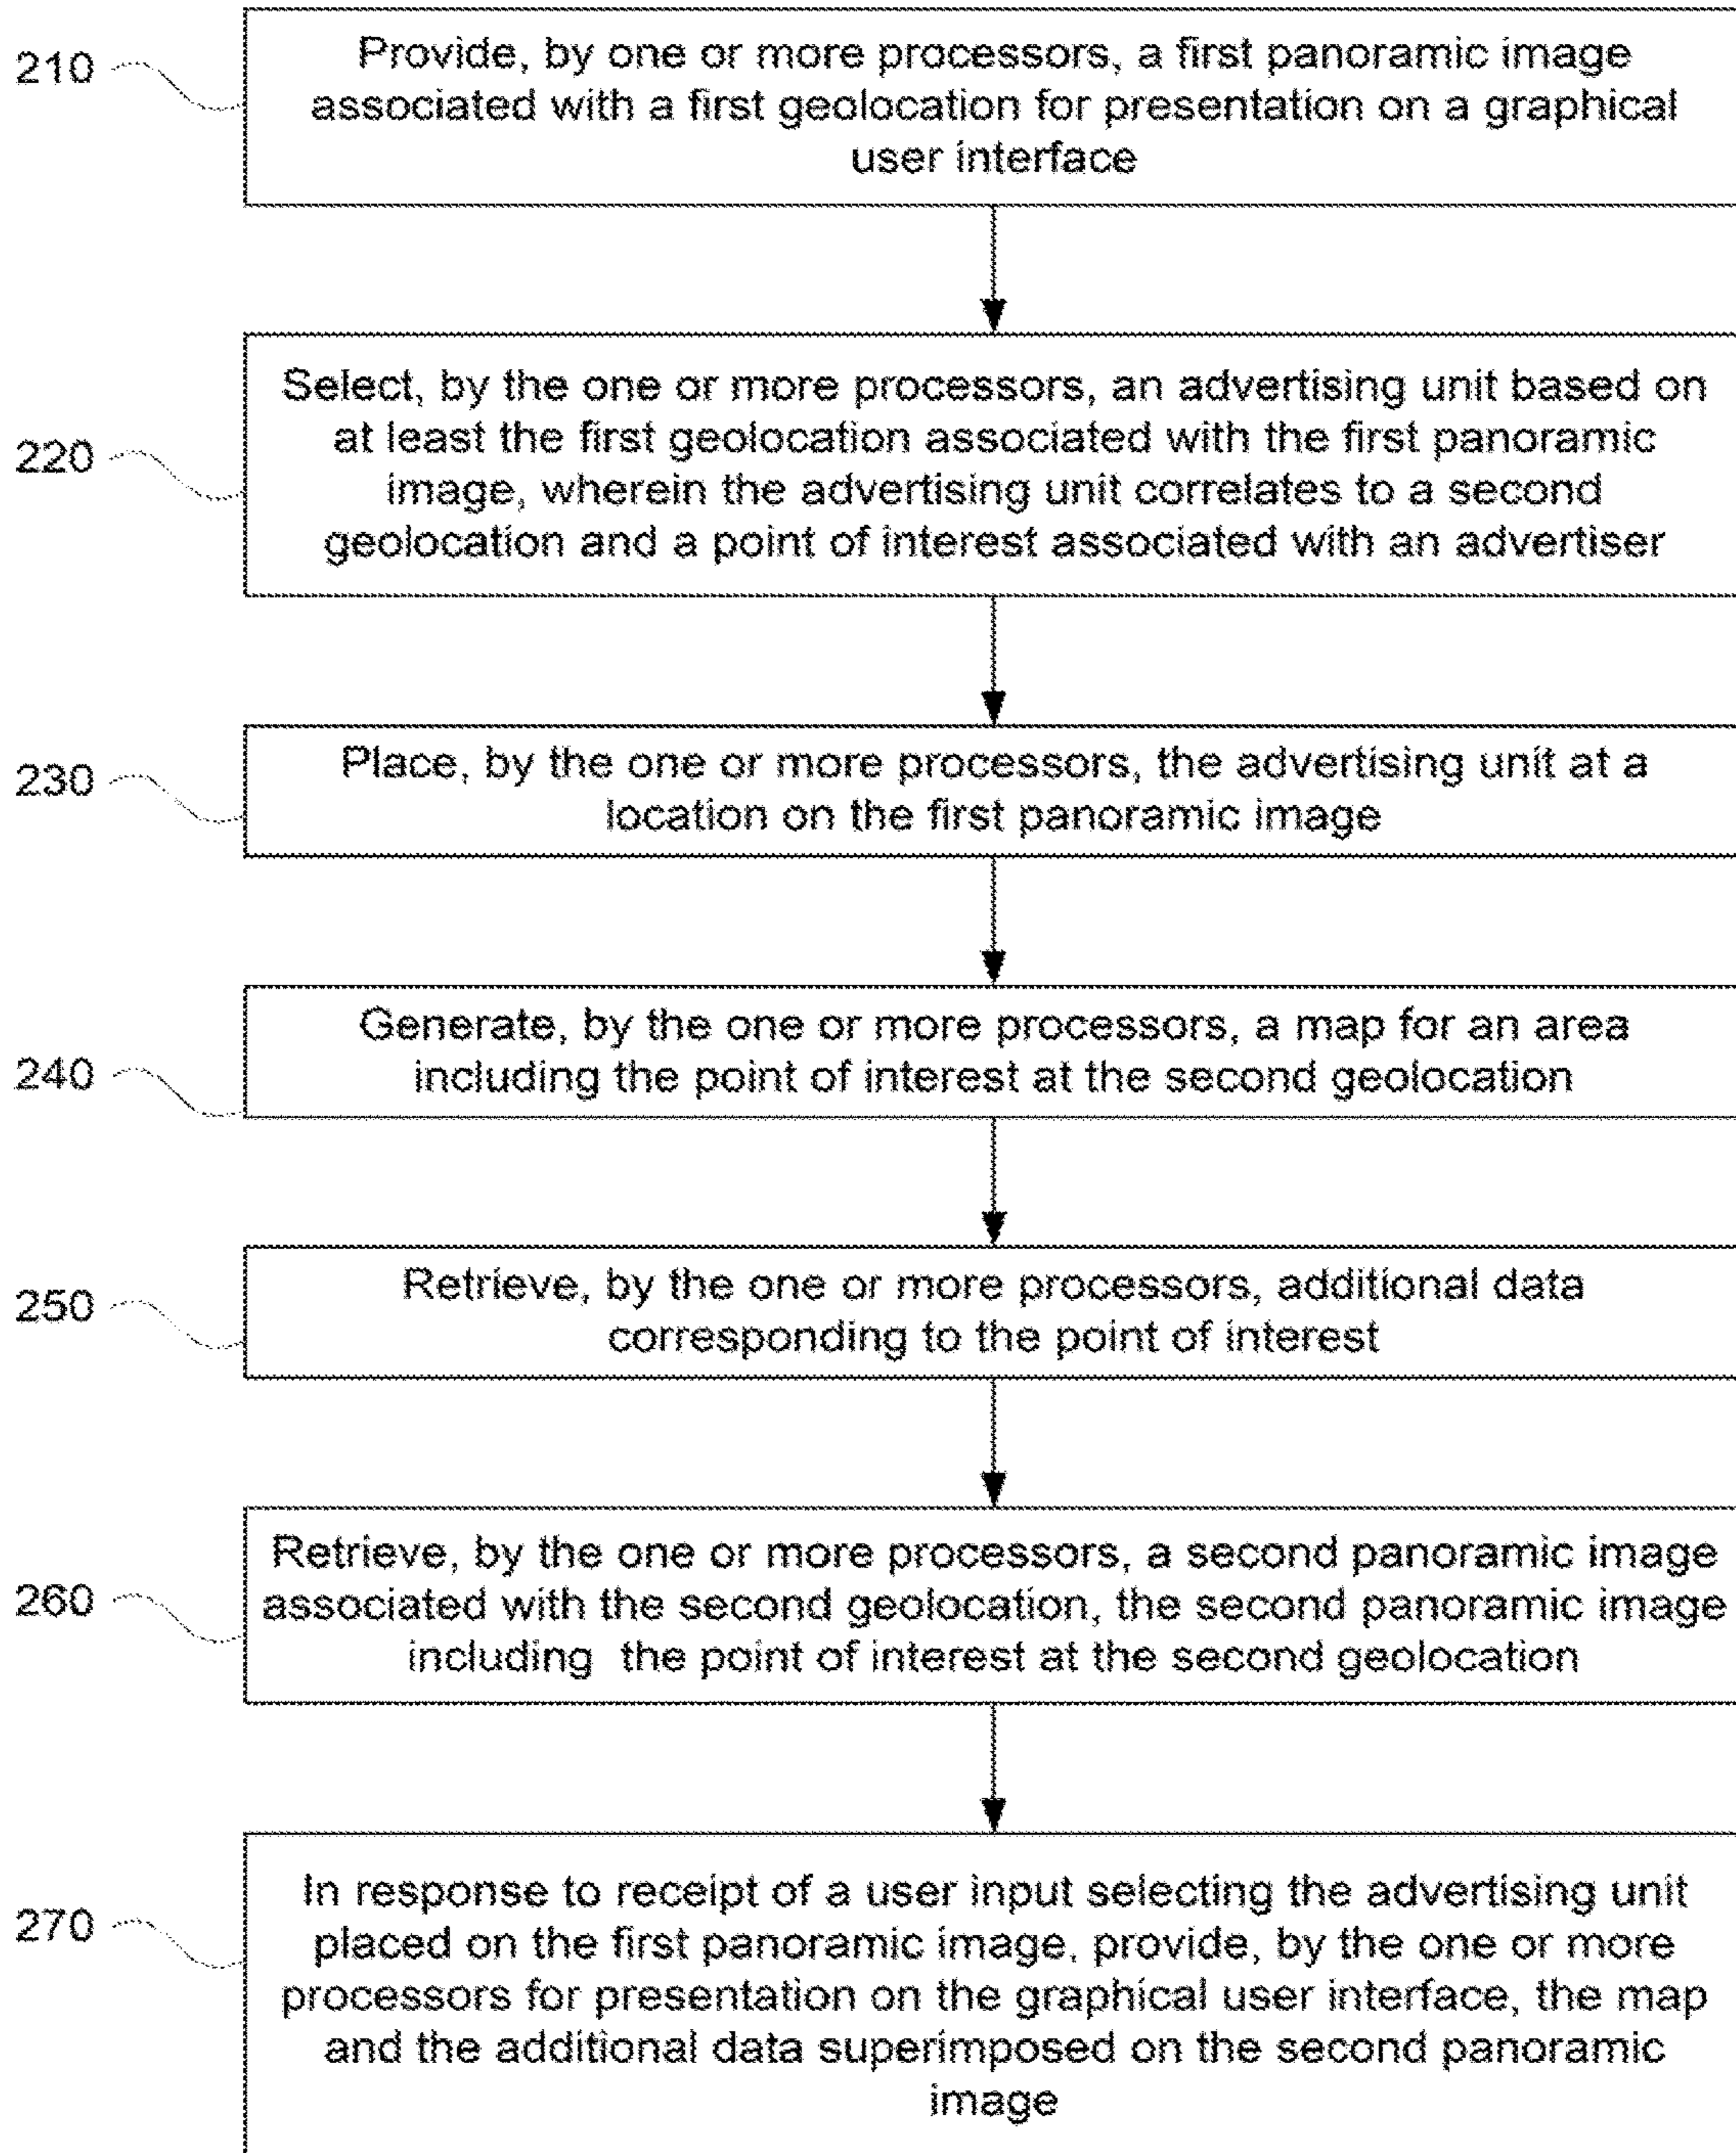 210
Provide, by one or more processors, a first panoramic image
associated with a first geolocation for presentation on a graphical
user interface
220
Select, by the one or more processors, an advertising unit based on
at least the first geolocation associated with the first panoramic
image, wherein the advertising unit correlates to a second
geolocation and a point of interest associated with an advertiser
230
Place, by the one or more processors, the advertising unit at a
location on the first panoramic image
240
Generate, by the one or more processors, a map for an area
including the point of interest at the second geolocation
250
Retrieve, by the one or more processors, additional data
corresponding to the point of interest
260
Retrieve, by the one or more processors, a second panoramic image
associated with the second geolocation, the second panoramic image
including the point of interest at the second geolocation
270
In response to receipt of a user input selecting the advertising unit
placed on the first panoramic image, provide, by the one or more
processors for presentation on the graphical user interface, the map
and the additional data superimposed on the second panoramic
image